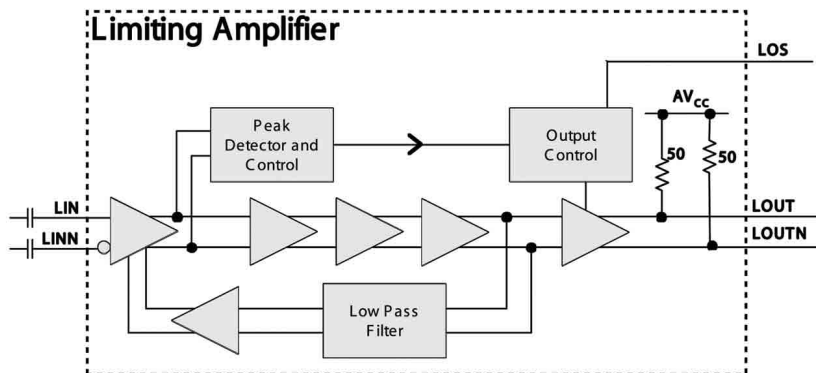 Limiting Amplifier
LOS
AVCC
Peak
Detector and
Control
Output
Control
50
50
LIN
LOUT
LINN
LOUTN
Low Pass
Filter